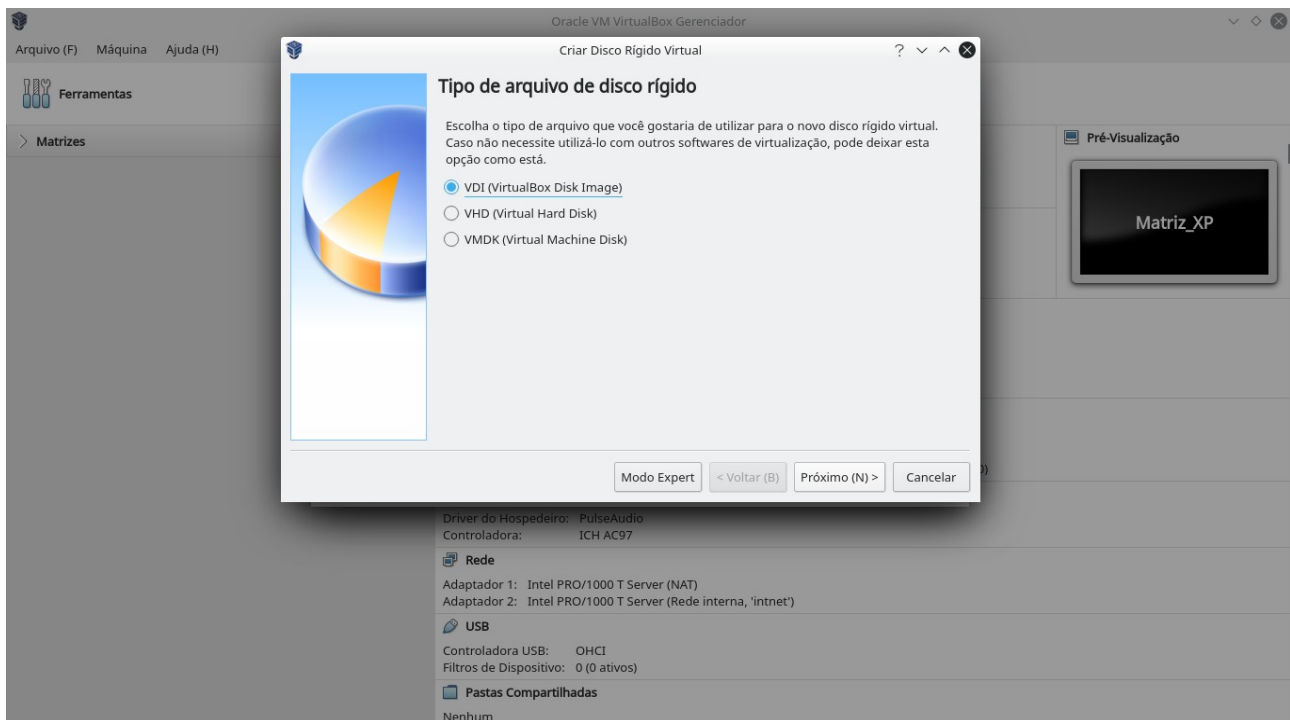 Oracle VM VirtualBox Gerenciador
Arquivo (F) Máquina Ajuda (H)
Criar Disco Rígido Virtual
Ferramentas
Matrizes
Tipo de arquivo de disco rígido
Escolha o tipo de arquivo que você gostaria de utilizar para o novo disco rígido virtual.
Caso não necessite utilizá-lo com outros softwares de virtualização, pode deixar esta
opção como está.
VDI (VirtualBox Disk Image)
VHD (Virtual Hard Disk)
VMDK (Virtual Machine Disk)
Modo Expert < Voltar (B) Próximo (N) > Cancelar
Pré-Visualização
Matriz_XP
Driver do Hospedeiro: PulseAudio
Controladora: ICH AC97
Rede
Adaptador 1: Intel PRO/1000 T Server (NAT)
Adaptador 2: Intel PRO/1000 T Server (Rede interna, 'intnet')
USB
Controladora USB: OHCI
Filtros de Dispositivo: 0 (0 ativos)
Pastas Compartilhadas
Nenhum